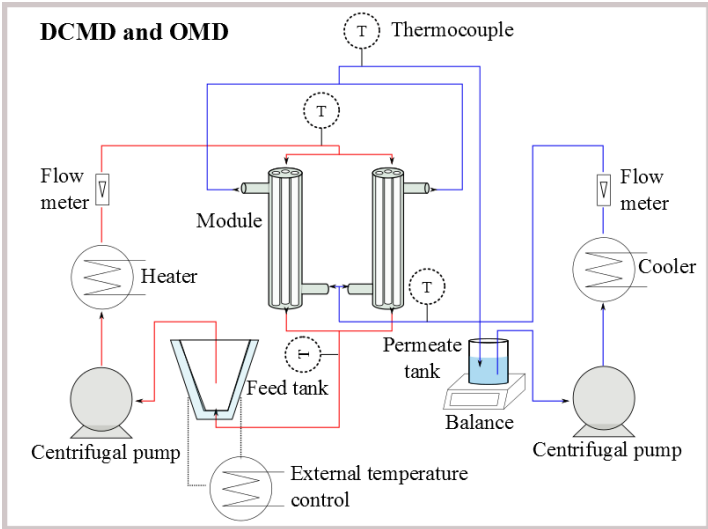 DCMD and OMD
T
Thermocouple
T
Flow
meter
Flow
meter
Module
Heater
Cooler
T
T
Permeate
tank
Feed tank
Balance
Centrifugal pump
Centrifugal pump
External temperature
control